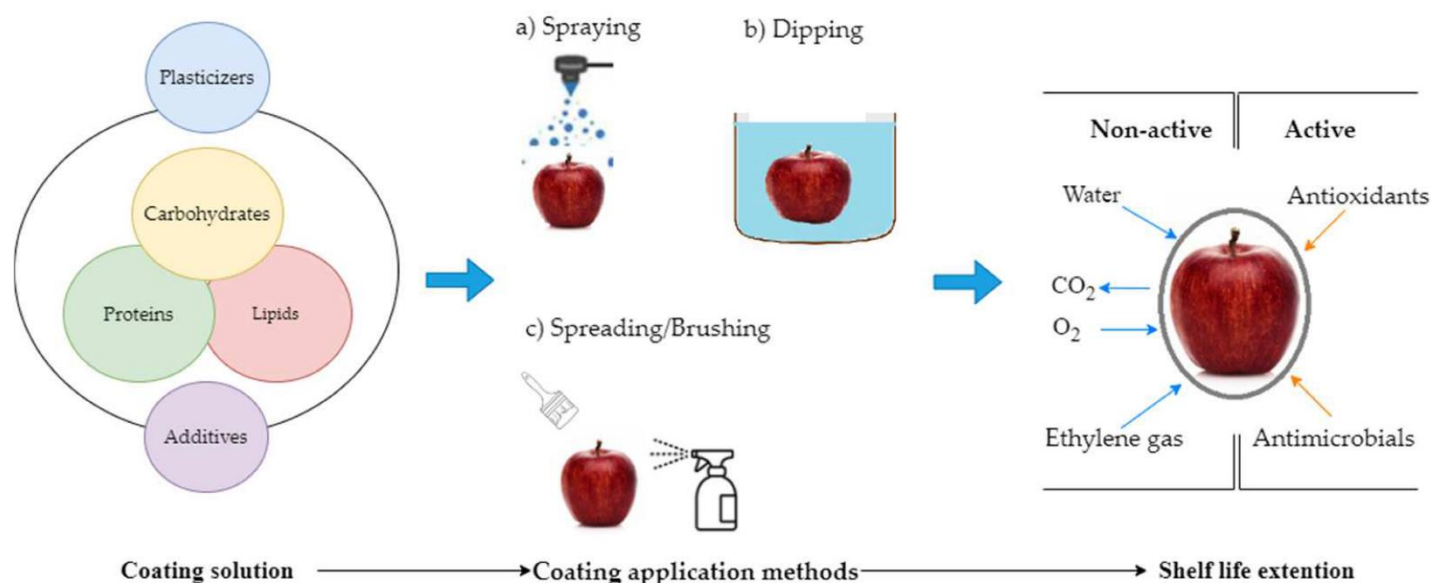 Plasticizers
Carbohydrates
Proteins
Lipids
Additives
a) Spraying
b) Dipping
c) Spreading/Brushing
Non-active
Active
Water
Antioxidants
CO2
O2
Ethylene gas
Antimicrobials
Coating solution
Coating application methods
Shelf life extention